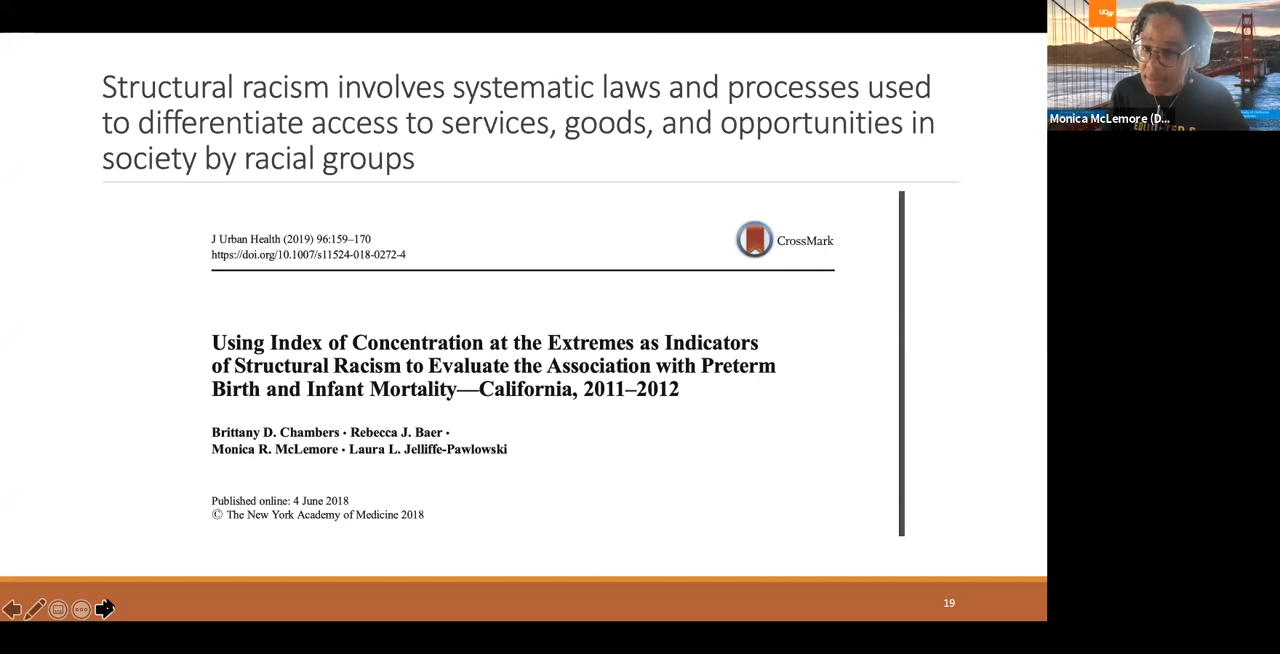 Structural racism involves systematic laws and processes used
to differentiate access to services, goods, and opportunities in
society by racial groups
J Urban Health (2019) 96:159–170
https://doi.org/10.1007/s11524-018-0272-4
CrossMark
Using Index of Concentration at the Extremes as Indicators
of Structural Racism to Evaluate the Association with Preterm
Birth and Infant Mortality—California, 2011–2012
Brittany D. Chambers · Rebecca J. Baer ·
Monica R. McLemore · Laura L. Jelliffe-Pawlowski
Published online: 4 June 2018
© The New York Academy of Medicine 2018
19
Monica McLemore (D...